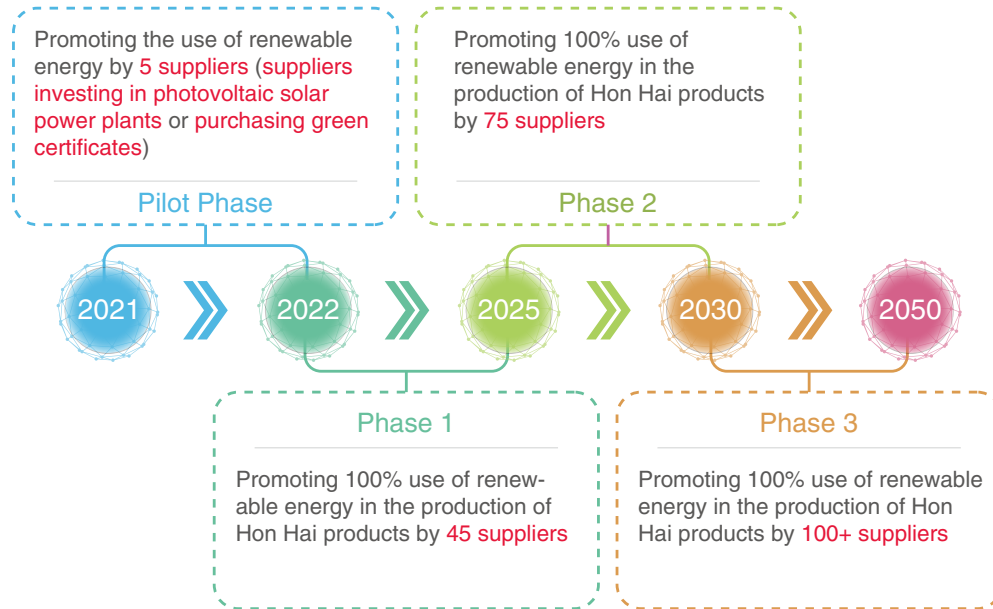 Promoting the use of renewable
energy by 5 suppliers (suppliers
investing in photovoltaic solar
power plants or purchasing green
certificates)
Pilot Phase
Promoting 100% use of
renewable energy in the
production of Hon Hai products
by 75 suppliers
Phase 2
2021
2022
2025
2030
2050
Phase 1
Promoting 100% use of renew-
able energy in the production of
Hon Hai products by 45 suppliers
Phase 3
Promoting 100% use of renewable
energy in the production of Hon
Hai products by 100+ suppliers